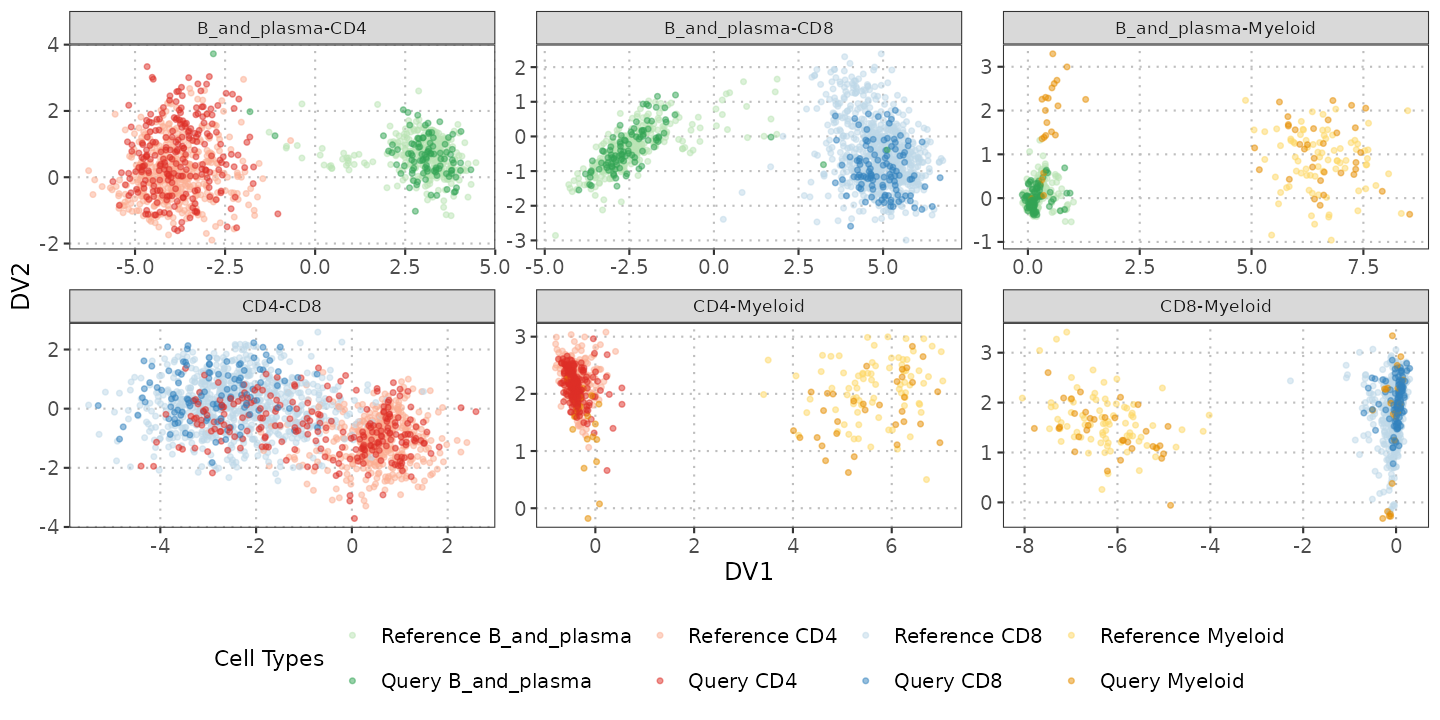 B_and_plasma-CD4 B_and_plasma-CD8 B_and_plasma-Myeloid
4
2
0
-2
-5.0 -2.5 0.0 2.5 5.0
2
1
0
-1
-2
-3
-5.0 -2.5 0.0 2.5 5.0
3
2
1
0
-1
0.0 2.5 5.0 7.5
DV2
CD4-CD8 CD4-Myeloid CD8-Myeloid
2
0
-2
-4
-4 -2 0 2
3
2
1
0
0 2 4 6
3
2
1
0
-8 -6 -4 -2 0
DV1
Cell Types
Reference B_and_plasma Reference CD4 Reference CD8 Reference Myeloid
Query B_and_plasma Query CD4 Query CD8 Query Myeloid